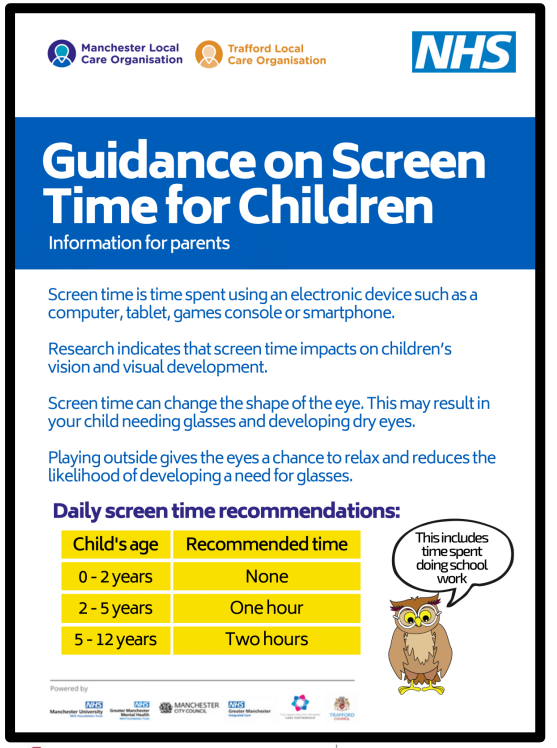 Manchester Local
Care Organisation
Trafford Local
Care Organisation
NHS
Guidance on Screen
Time for Children
Information for parents
Screen time is time spent using an electronic device such as a
computer, tablet, games console or smartphone.
Research indicates that screen time impacts on children's
vision and visual development.
Screen time can change the shape of the eye. This may result in
your child needing glasses and developing dry eyes.
Playing outside gives the eyes a chance to relax and reduces the
likelihood of developing a need for glasses.
Daily screen time recommendations:
Child's age Recommended time
0 - 2 years None
2 - 5 years One hour
5 - 12 years Two hours
This includes
time spent
doing school
work
Powered by
NHS
Manchester University
NHS Foundation Trust
NHS
Greater Manchester
Mental Health
NHS Foundation Trust
MANCHESTER
CITY COUNCIL
NHS
Greater Manchester
Integrated Care
TRAFFORD
COUNCIL